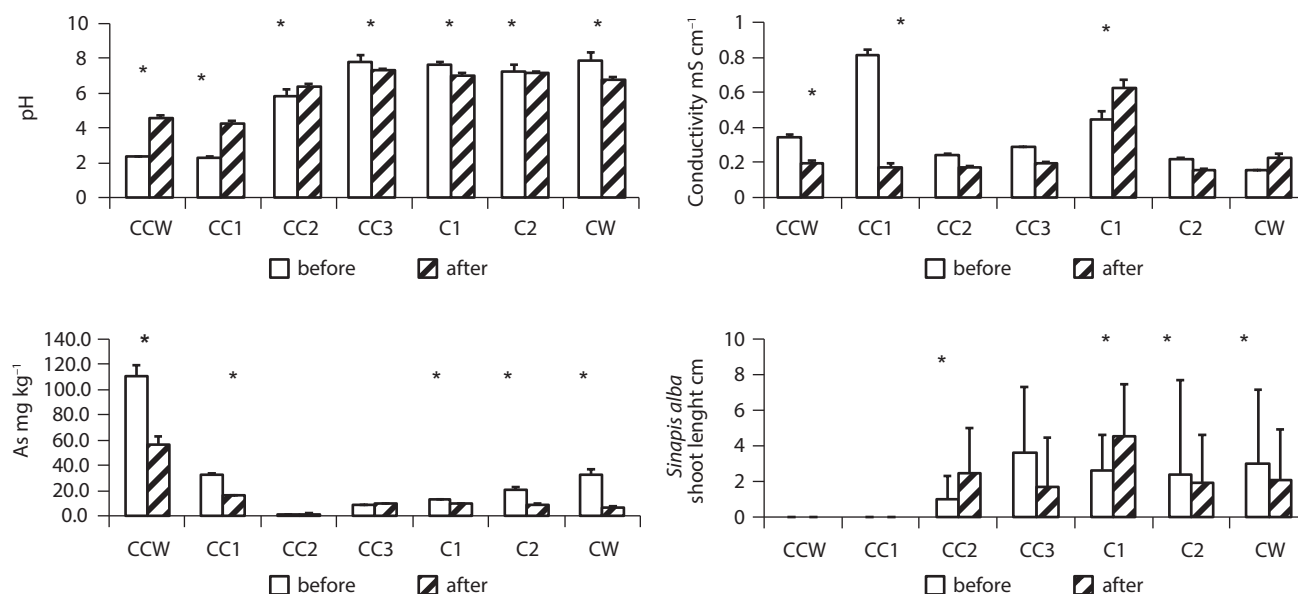 pH
10
8
6
4
2
0
* * * * * * *
CCW CC1 CC2 CC3 C1 C2 CW
before after
Conductivity mS cm⁻¹
1
0.8
0.6
0.4
0.2
0
* * *
CCW CC1 CC2 CC3 C1 C2 CW
before after
As mg kg⁻¹
140.0
120.0
100.0
80.0
60.0
40.0
20.0
0.0
* * * * *
CCW CC1 CC2 CC3 C1 C2 CW
before after
Sinapis alba
shoot lenght cm
10
8
6
4
2
0
* * * *
CCW CC1 CC2 CC3 C1 C2 CW
before after